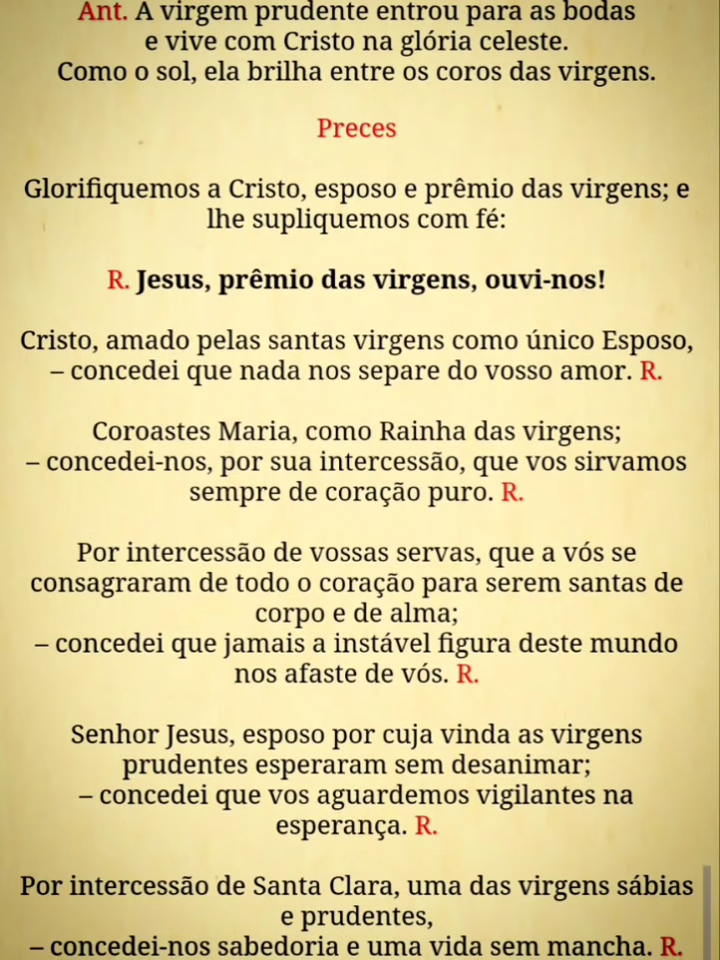 Ant. A virgem prudente entrou para as bodas
e vive com Cristo na glória celeste.
Como o sol, ela brilha entre os coros das virgens.
Preces
Glorifiquemos a Cristo, esposo e prêmio das virgens; e
lhe supliquemos com fé:
R. Jesus, prêmio das virgens, ouvi-nos!
Cristo, amado pelas santas virgens como único Esposo,
– concedei que nada nos separe do vosso amor. R.
Coroastes Maria, como Rainha das virgens;
– concedei-nos, por sua intercessão, que vos sirvamos
sempre de coração puro. R.
Por intercessão de vossas servas, que a vós se
consagraram de todo o coração para serem santas de
corpo e de alma;
– concedei que jamais a instável figura deste mundo
nos afaste de vós. R.
Senhor Jesus, esposo por cuja vinda as virgens
prudentes esperaram sem desanimar;
– concedei que vos aguardemos vigilantes na
esperança. R.
Por intercessão de Santa Clara, uma das virgens sábias
e prudentes,
– concedei-nos sabedoria e uma vida sem mancha. R.